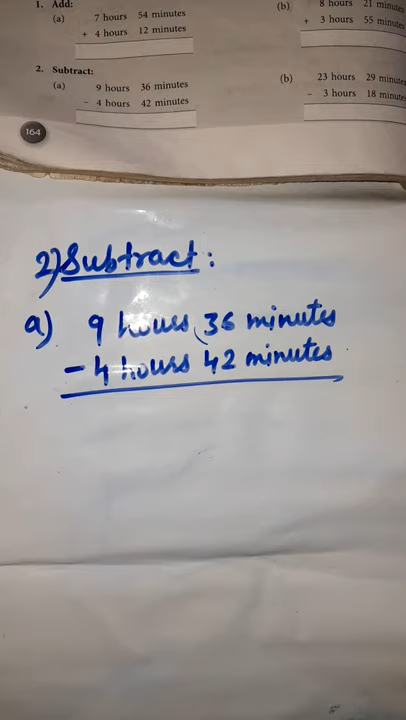 1. Add:
(a) 7 hours 54 minutes
+ 4 hours 12 minutes
(b) 8 hours 21 minutes
+ 3 hours 55 minutes
2. Subtract:
(a) 9 hours 36 minutes
- 4 hours 42 minutes
(b) 23 hours 29 minutes
- 3 hours 18 minutes
164
2) Subtract:
a) 9 hours 36 minutes
- 4 hours 42 minutes